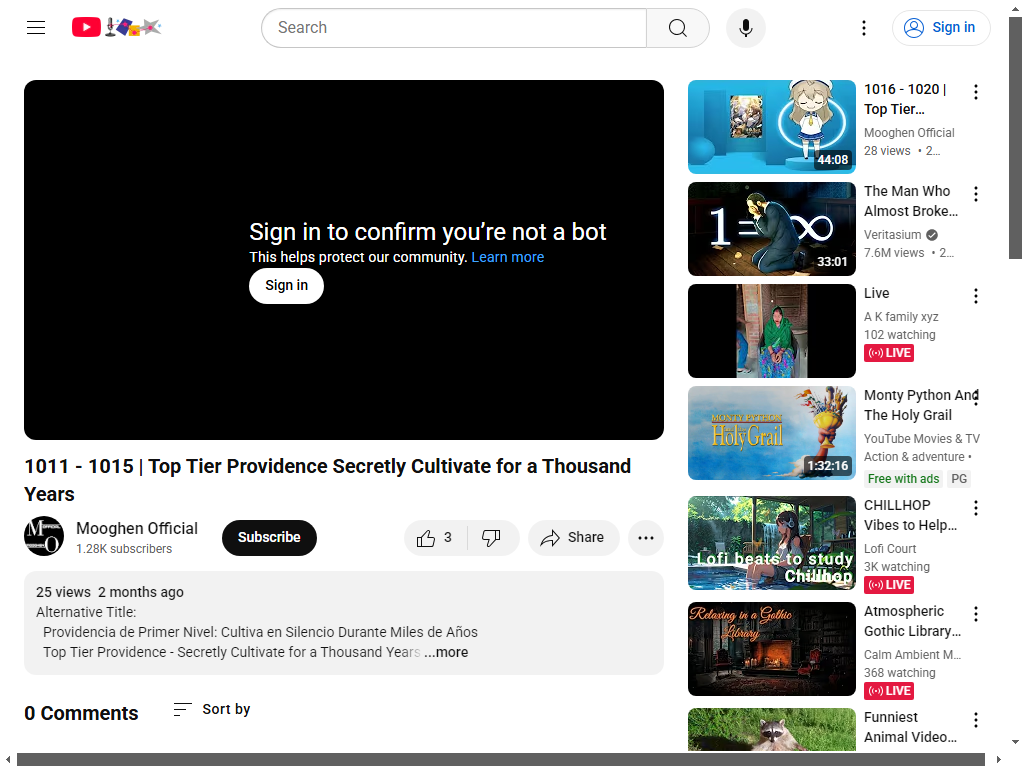 Search
Sign in
Sign in to confirm you’re not a bot
This helps protect our community. Learn more
Sign in
1011 - 1015 | Top Tier Providence Secretly Cultivate for a Thousand
Years
Mooghen Official
1.28K subscribers
Subscribe
3
Share
25 views 2 months ago
Alternative Title:
Providencia de Primer Nivel: Cultiva en Silencio Durante Miles de Años
Top Tier Providence - Secretly Cultivate for a Thousand Years ...more
0 Comments
Sort by
44:08
1016 - 1020 |
Top Tier...
Mooghen Official
28 views • 2...
1=∞
33:01
The Man Who
Almost Broke...
Veritasium
7.6M views • 2...
Live
A K family xyz
102 watching
LIVE
MONTY PYTHON
AND THE
HOLY GRAIL
1:32:16
Monty Python And
The Holy Grail
YouTube Movies & TV
Action & adventure •
Free with ads PG
Lofi beats to study
Chillhop
CHILLHOP
Vibes to Help...
Lofi Court
3K watching
LIVE
Relaxing in a Gothic
Library
Atmospheric
Gothic Library...
Calm Ambient M...
368 watching
LIVE
Funniest
Animal Video...